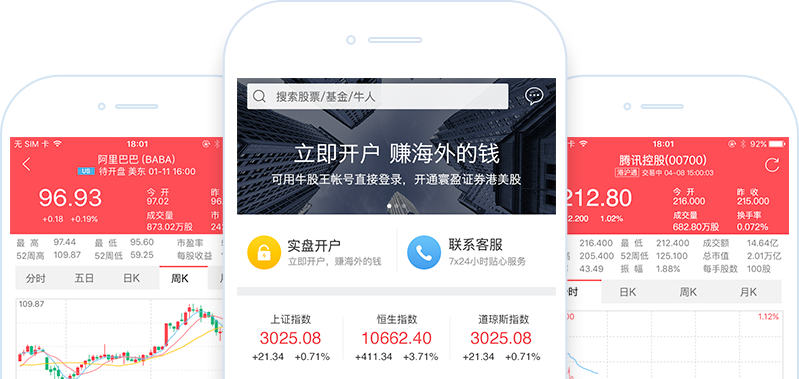 无 SIM 卡 18:01
阿里巴巴 (BABA)
US 待开盘 美东 01-11 16:00
96.93
+0.18 +0.19%
今 开 昨
97.02 96
成交量 市
873.02万股 24
最 高 97.44 最 低 95.60 市盈率
52周高 109.87 52周低 59.25 每股收益
分时 五日 日K 周K
109.87
搜索股票/基金/牛人
立即开户 赚海外的钱
可用牛股王帐号直接登录，开通寰盈证券港美股
实盘开户
立即开户，赚海外的钱
联系客服
7x24小时贴心服务
上证指数 恒生指数 道琼斯指数
3025.08 10662.40 3025.08
+21.34 +0.71% +411.34 +3.71% +21.34 +0.71%
卡 18:01 92%
腾讯控股(00700)
港沪通 交易中 04-08 15:00:03
212.80
2.200 1.02%
今 开 昨 收
216.000 215.000
成交量 换手率
682.80万股 0.072%
216.400 最 低 212.400 成交额 14.64亿
205.400 52周低 125.100 总市值 2.01万亿
43.49 振 幅 1.88% 每手股数 100股
分时 日K 周K 月K
1.12%